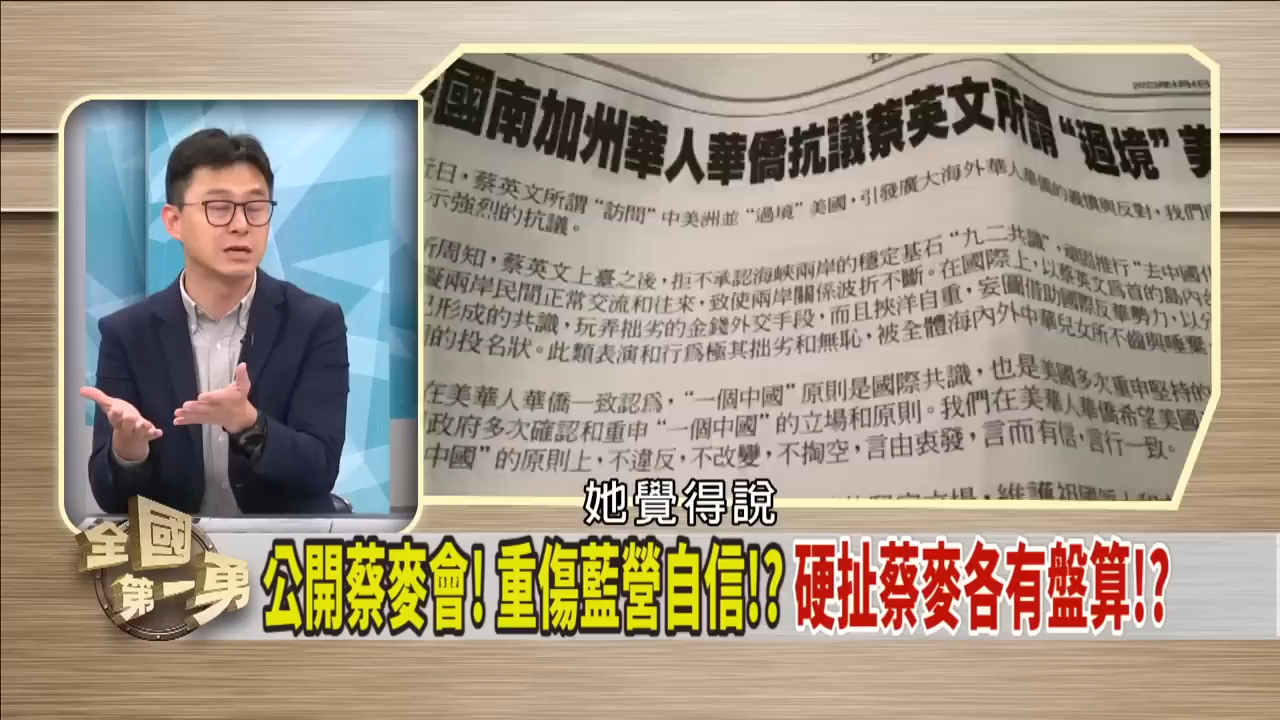 國南加州華人華僑抗議蔡英文所謂“過境”美
近日，蔡英文所謂“訪問”中美洲並“過境”美國，引發廣大海外華人華僑的義憤與反對，我們
示強烈的抗議。
所周知，蔡英文上臺之後，拒不承認海峽兩岸的穩定基石“九二共識”，頑固推行“去中國化
礙兩岸民間正常交流和往來，致使兩岸關係波折不斷。在國際上，以蔡英文爲首的島內
已形成的共識，玩弄拙劣的金錢外交手段，而且挾洋自重，妄圖借助國際反華勢力，以
的投名狀。此類表演和行爲極其拙劣和無恥，被全體海內外中華兒女所不齒與唾棄
在美華人華僑一致認爲，“一個中國”原則是國際共識，也是美國多次重申堅持的
政府多次確認和重申“一個中國”的立場和原則。我們在美華人華僑希望美國
中國”的原則上，不違反，不改變，不掏空，言由衷發，言而有信，言行一致。
她覺得說
全國第一勇
公開蔡麥會！重傷藍營自信!? 硬扯蔡麥各有盤算!?